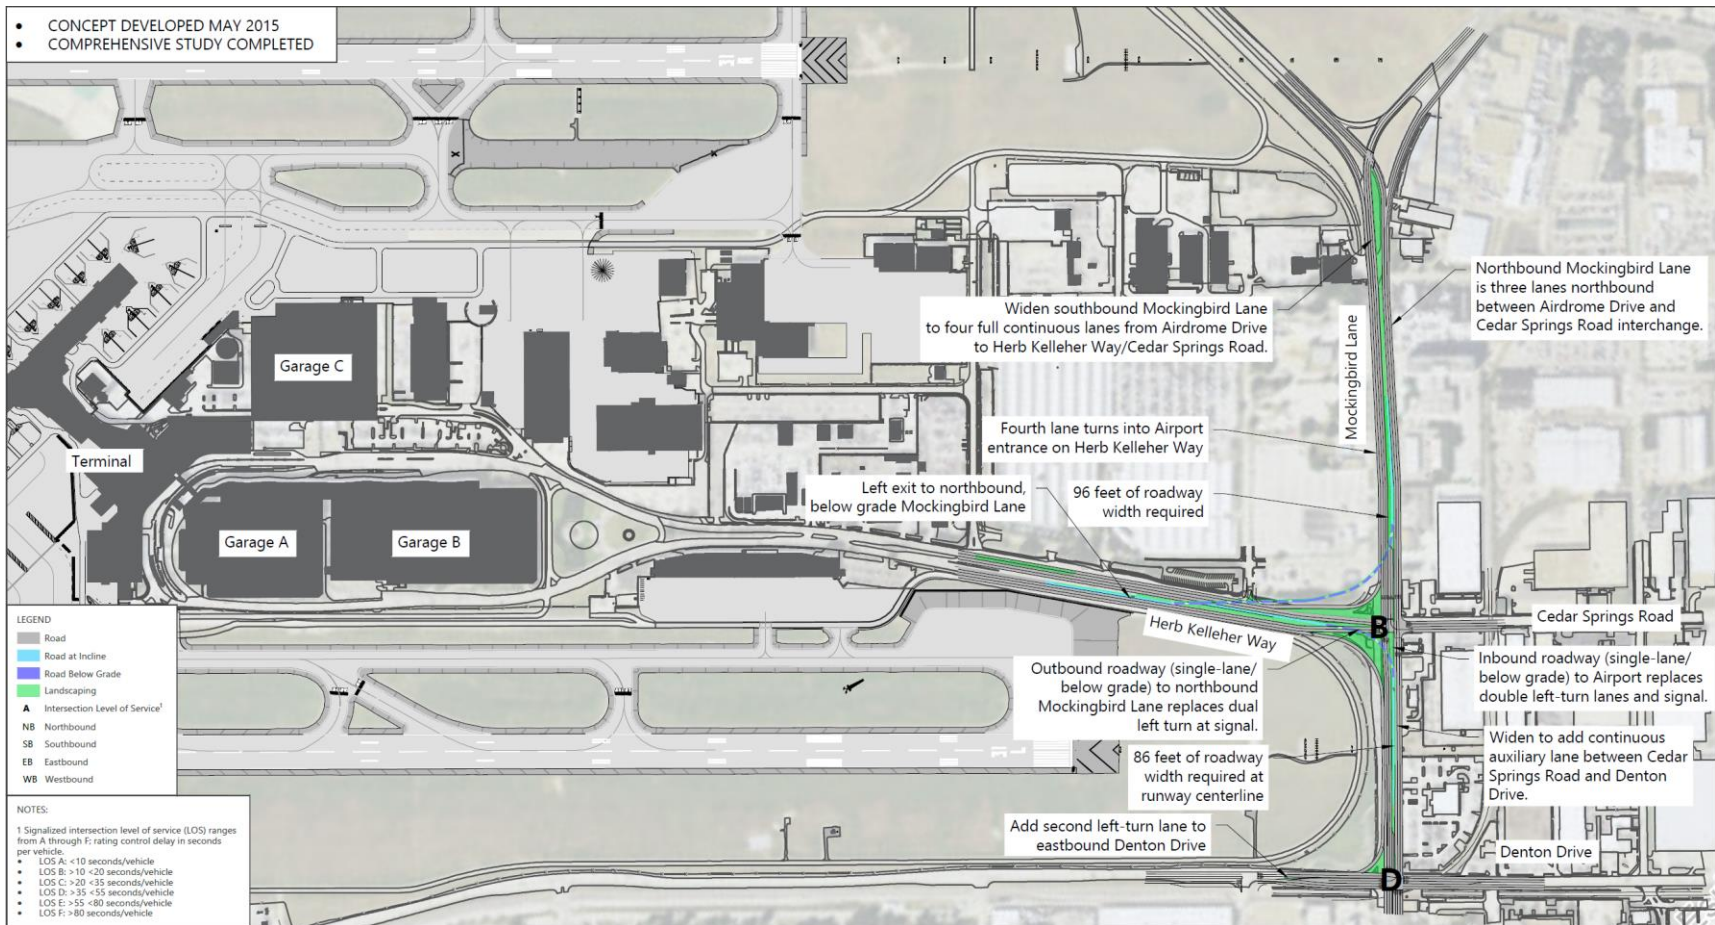 • CONCEPT DEVELOPED MAY 2015
• COMPREHENSIVE STUDY COMPLETED
Widen southbound Mockingbird Lane
to four full continuous lanes from Airdrome Drive
to Herb Kelleher Way/Cedar Springs Road.
Mockingbird Lane
Northbound Mockingbird Lane
is three lanes northbound
between Airdrome Drive and
Cedar Springs Road interchange.
Garage C
Fourth lane turns into Airport
entrance on Herb Kelleher Way
Terminal
Left exit to northbound,
below grade Mockingbird Lane
96 feet of roadway
width required
Garage A
Garage B
Herb Kelleher Way
B
Cedar Springs Road
Outbound roadway (single-lane/
below grade) to northbound
Mockingbird Lane replaces dual
left turn at signal.
Inbound roadway (single-lane/
below grade) to Airport replaces
double left-turn lanes and signal.
86 feet of roadway
width required at
runway centerline
Widen to add continuous
auxiliary lane between Cedar
Springs Road and Denton
Drive.
Add second left-turn lane to
eastbound Denton Drive
Denton Drive
D
LEGEND
Road
Road at Incline
Road Below Grade
Landscaping
A Intersection Level of Service¹
NB Northbound
SB Southbound
EB Eastbound
WB Westbound
NOTES:
1 Signalized intersection level of service (LOS) ranges
from A through F; rating control delay in seconds
per vehicle.
• LOS A: <10 seconds/vehicle
• LOS B: >10 <20 seconds/vehicle
• LOS C: >20 <35 seconds/vehicle
• LOS D: >35 <55 seconds/vehicle
• LOS E: >55 <80 seconds/vehicle
• LOS F: >80 seconds/vehicle